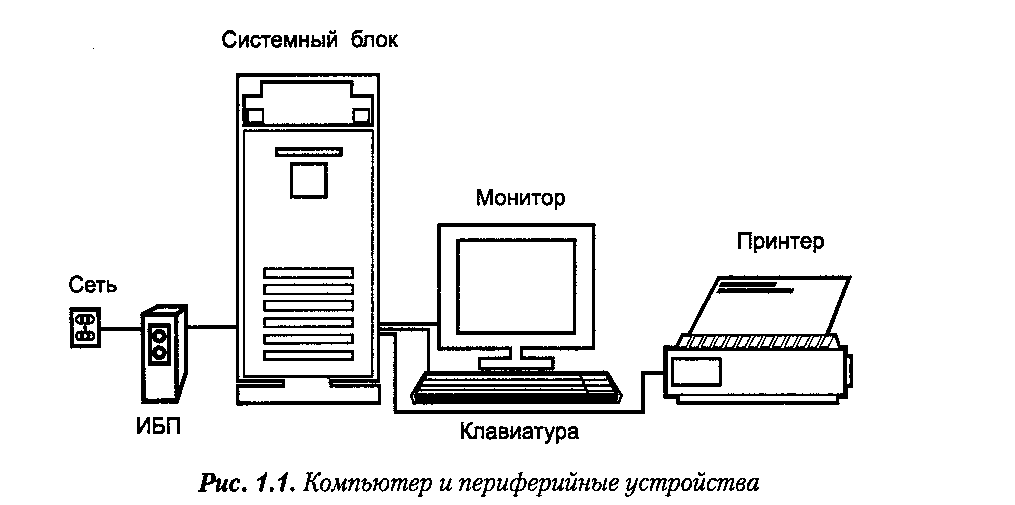 Системный блок
Монитор
Принтер
Сеть
ИБП
Клавиатура
Рис. 1.1. Компьютер и периферийные устройства